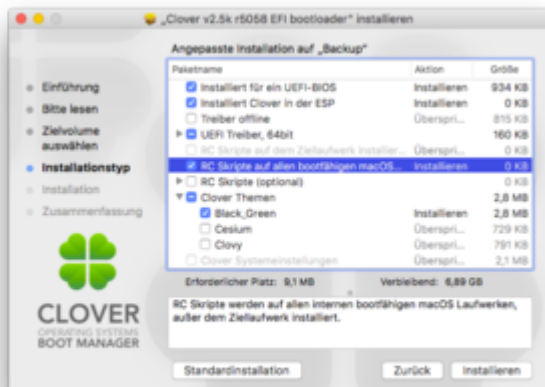 „Clover v2.5k r5058 EFI bootloader“ installieren
Angepasste Installation auf „Backup“
Paketname Aktion Größe
Installiert für ein UEFI-BIOS Installieren 934 KB
Installiert Clover in der ESP Installieren 0 KB
Treiber offline Überspri... 815 KB
UEFI Treiber, 64bit 160 KB
RC Skripte auf dem Ziellaufwerk installier... Überspri... 0 KB
RC Skripte auf allen bootfähigen macOS... Installieren 0 KB
RC Skripte (optional) 0 KB
Clover Themen 2,8 MB
Black_Green Installieren 2,8 MB
Cesium Überspri... 729 KB
Clovy Überspri... 791 KB
Clover Systemeinstellungen Überspri... 2,1 MB
Erforderlicher Platz: 9,1 MB Verbleibend: 6,89 GB
RC Skripte werden auf allen internen bootfähigen macOS Laufwerken,
außer dem Ziellaufwerk installiert.
Einführung
Bitte lesen
Zielvolume
auswählen
Installationstyp
Installation
Zusammenfassung
CLOVER
OPERATING SYSTEMS
BOOT MANAGER
Standardinstallation Zurück Installieren